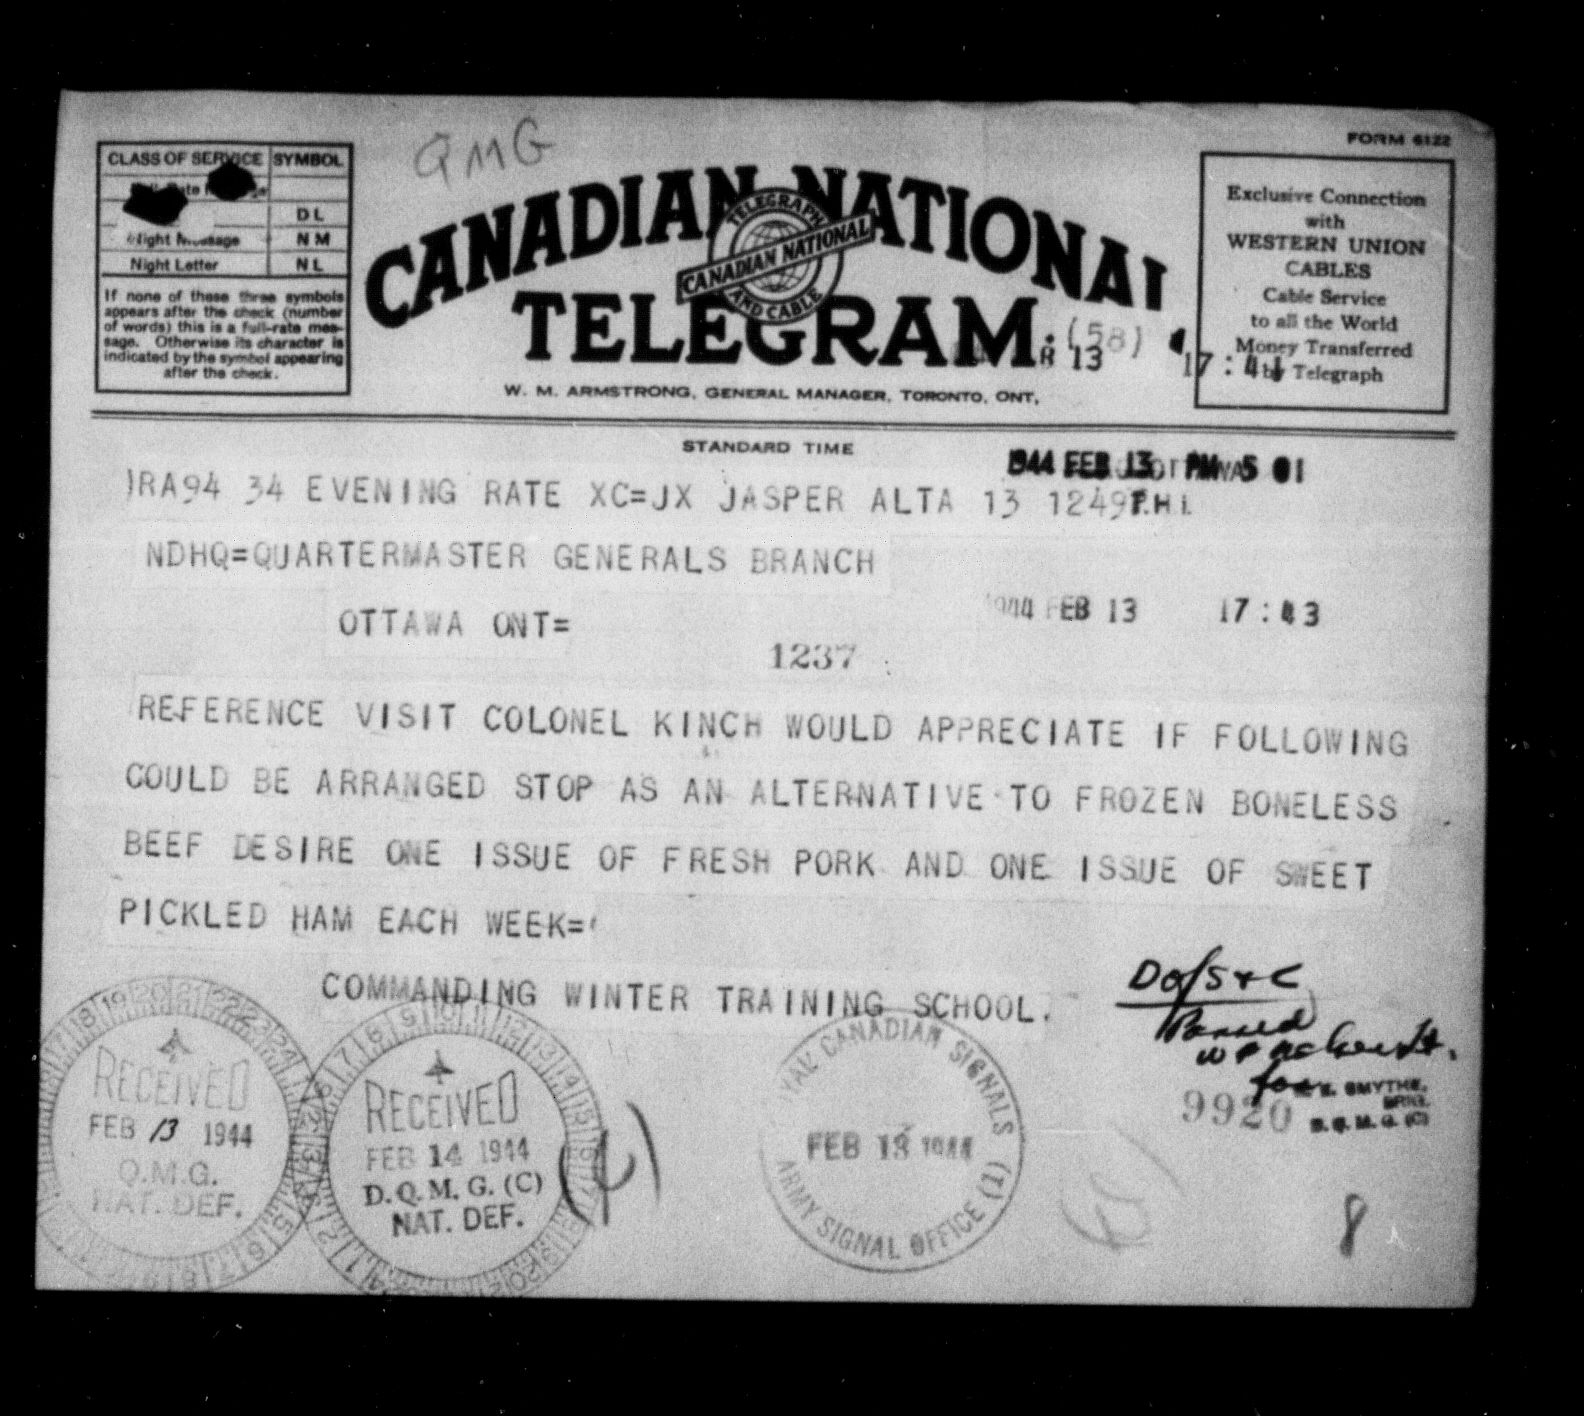 QMG
FORM 6122
CLASS OF SERVICE SYMBOL
DL
Night Message NM
Night Letter NL
If none of these three symbols
appears after the check (number
of words) this is a full-rate mes-
sage. Otherwise its character is
indicated by the symbol appearing
after the check.
CANADIAN NATIONAL
TELEGRAPH
CANADIAN NATIONAL
AND CABLE
TELEGRAM
W. M. ARMSTRONG, GENERAL MANAGER, TORONTO, ONT.
Exclusive Connection
with
WESTERN UNION
CABLES
Cable Service
to all the World
Money Transferred
by Telegraph
(58)
13 17:41
STANDARD TIME
1944 FEB 13 PM 5 01
RA94 34 EVENING RATE XC=JX JASPER ALTA 13 1249P
NDHQ=QUARTERMASTER GENERALS BRANCH
OTTAWA ONT=
1944 FEB 13 17:43
1237
REFERENCE VISIT COLONEL KINCH WOULD APPRECIATE IF FOLLOWING
COULD BE ARRANGED STOP AS AN ALTERNATIVE TO FROZEN BONELESS
BEEF DESIRE ONE ISSUE OF FRESH PORK AND ONE ISSUE OF SWEET
PICKLED HAM EACH WEEK=
COMMANDING WINTER TRAINING SCHOOL.
D of S & C
Passed
for E. SMYTHE,
BRIG.
D. Q. M. G. (C)
9920
RECEIVED
FEB 13 1944
Q.M.G.
NAT. DEF.
RECEIVED
FEB 14 1944
D.Q.M.G. (C)
NAT. DEF.
YAL CANADIAN SIGNALS
FEB 13 1944
ARMY SIGNAL OFFICE (1)
8